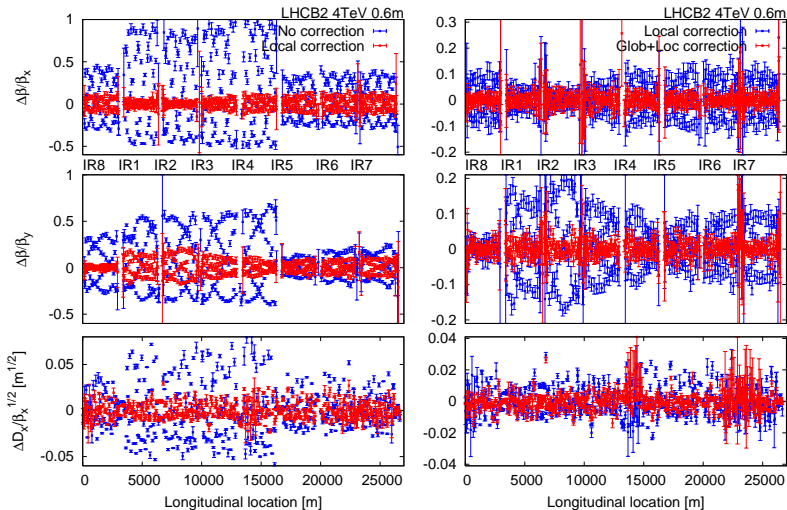 LHCB2 4TeV 0.6m
No correction
Local correction
1
0.5
0
-0.5
Δβ/βx
LHCB2 4TeV 0.6m
Local correction
Glob+Loc correction
0.3
0.2
0.1
0
-0.1
-0.2
IR8 IR1 IR2 IR3 IR4 IR5 IR6 IR7
IR8 IR1 IR2 IR3 IR4 IR5 IR6 IR7
1
0.5
0
-0.5
Δβ/βy
0.2
0.1
0
-0.1
-0.2
0.05
0
-0.05
ΔDx/βx^1/2 [m^1/2]
0.04
0.02
0
-0.02
-0.04
0 5000 10000 15000 20000 25000
0 5000 10000 15000 20000 25000
Longitudinal location [m]
Longitudinal location [m]